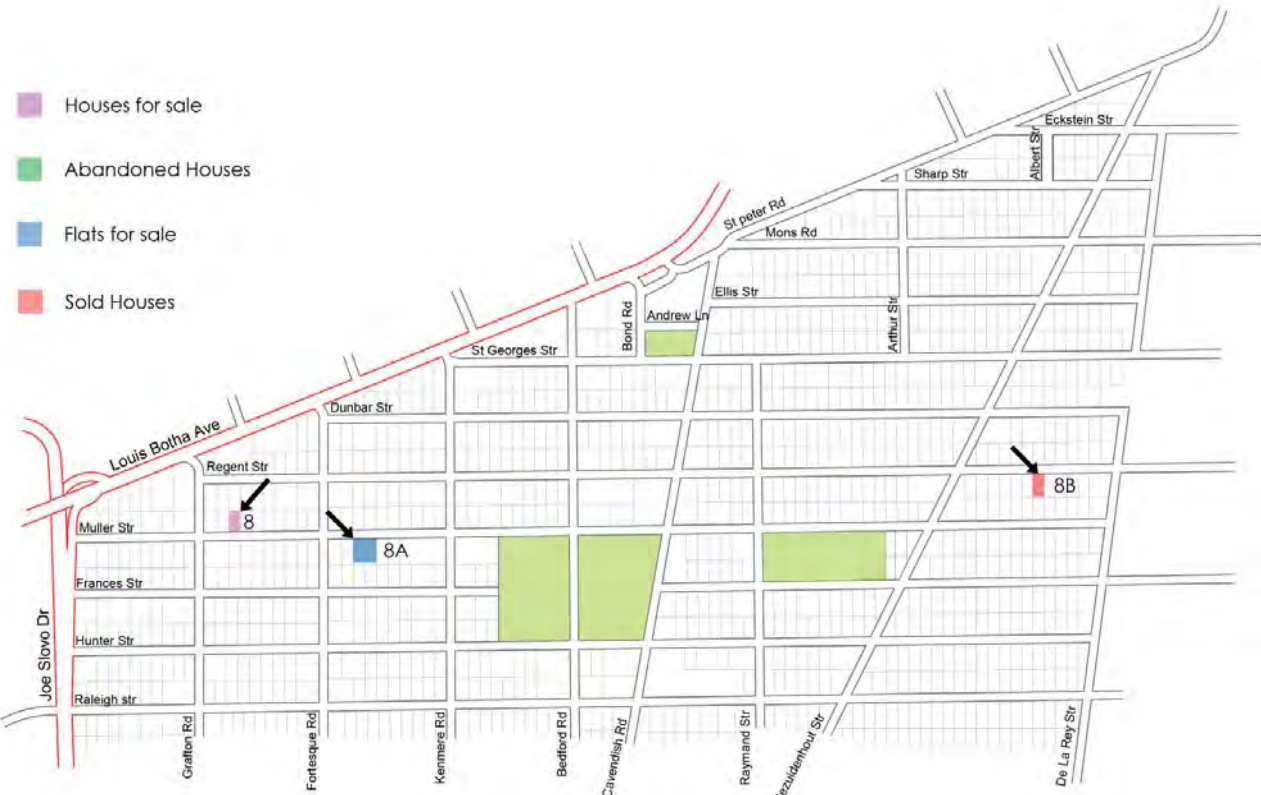 Houses for sale
Abandoned Houses
Flats for sale
Sold Houses
Eckstein Str
Albert Str
Sharp Str
St peter Rd
Mons Rd
Ellis Str
Andrew Ln
Bond Rd
Arthur Str
St Georges Str
Dunbar Str
Louis Botha Ave
Regent Str
8
8A
8B
Muller Str
Frances Str
Hunter Str
Raleigh str
Joe Slovo Dr
Grafton Rd
Fortesque Rd
Kenmere Rd
Bedford Rd
Cavendish Rd
Raymand Str
ezuidenhout Str
De La Rey Str